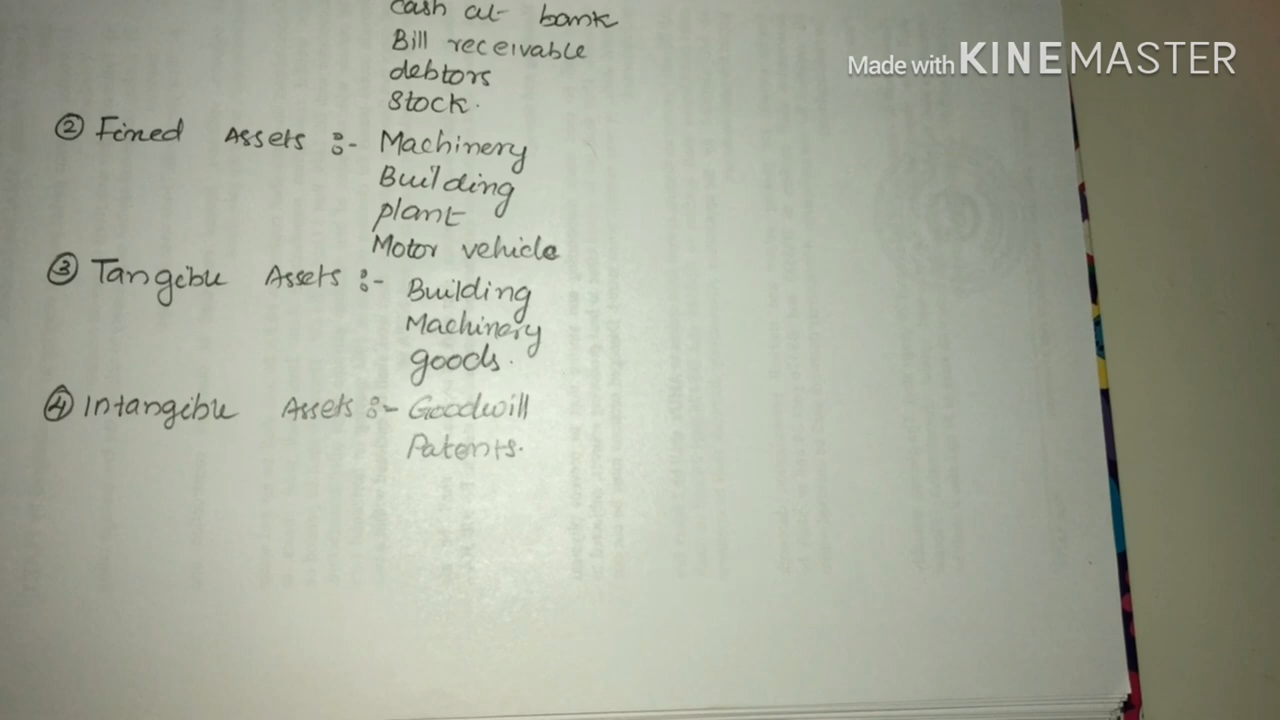 cash at bank
Made with KINEMASTER
Bill receivable
debtors
Stock.
② Fixed Assets :- Machinery
Building
plant
Motor vehicle
③ Tangible Assets :- Building
Machinery
goods.
④ Intangible Assets :- Goodwill
Patents.